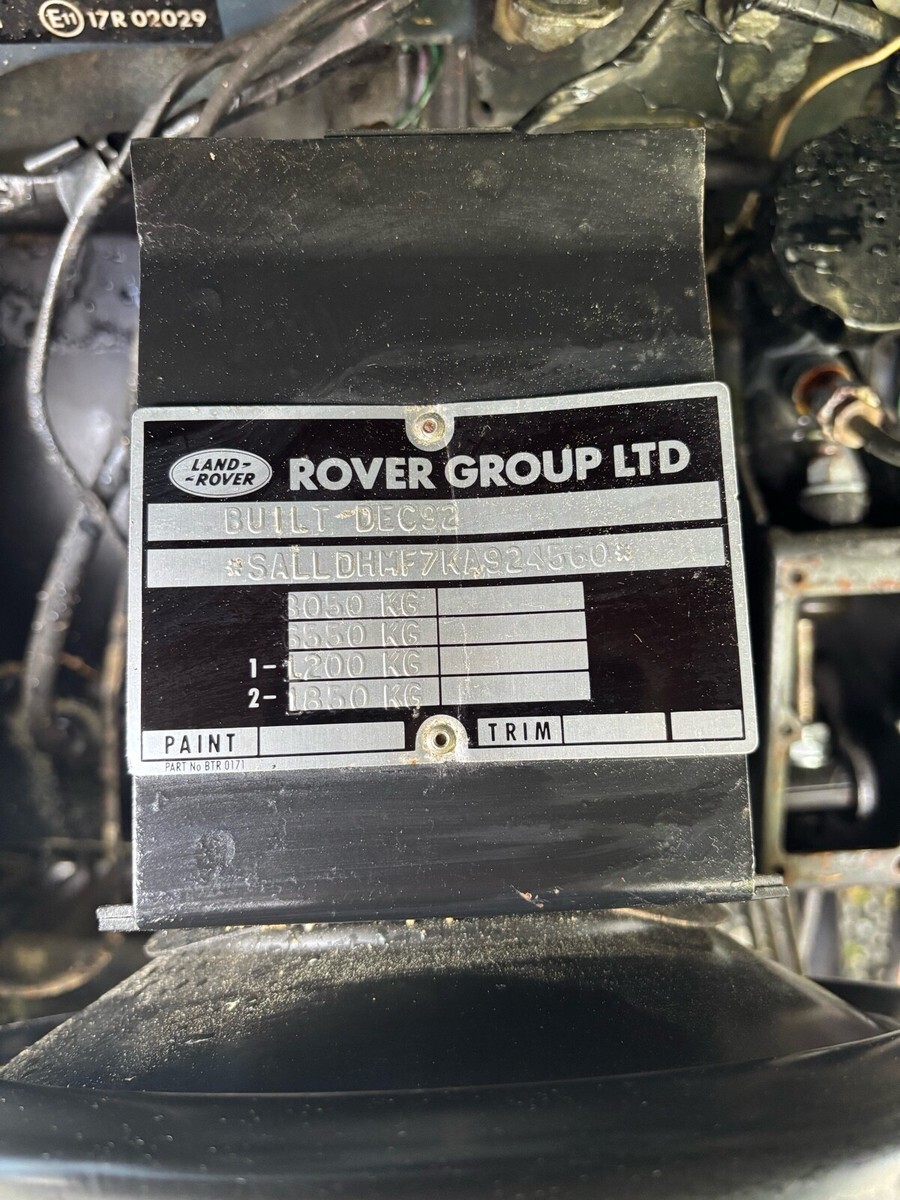 E11 17R 02029
LAND-
-ROVER
ROVER GROUP LTD
BUILT-DEC92
*SALLDHMF7KA924560*
3050 KG
6550 KG
1- 1200 KG
2- 1850 KG
PAINT TRIM
PART No BTR 0171